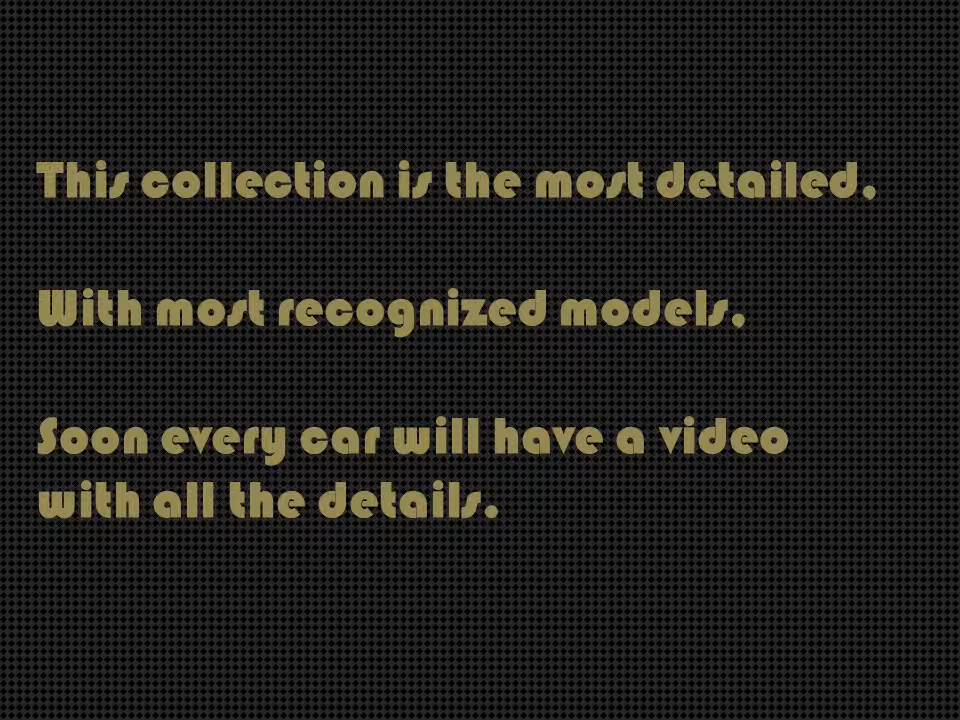 This collection is the most detailed,
With most recognized models,
Soon every car will have a video
with all the details.